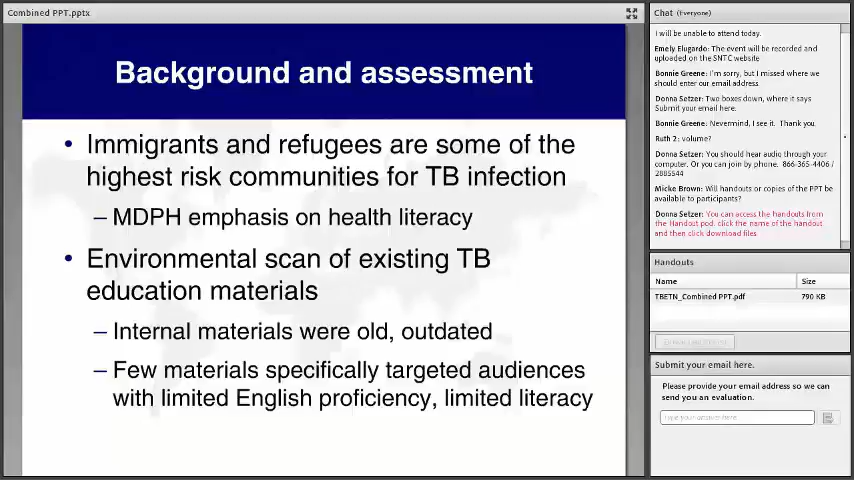 Combined PPT.pptx
Background and assessment
• Immigrants and refugees are some of the
highest risk communities for TB infection
– MDPH emphasis on health literacy
• Environmental scan of existing TB
education materials
– Internal materials were old, outdated
– Few materials specifically targeted audiences
with limited English proficiency, limited literacy
Chat (Everyone)
I will be unable to attend today.
Emely Elugardo: The event will be recorded and
uploaded on the SNTC website
Bonnie Greene: I'm sorry, but I missed where we
should enter our email address
Donna Setzer: Two boxes down, where it says
Submit your email here.
Bonnie Greene: Nevermind, I see it. Thank you.
Ruth 2: volume?
Donna Setzer: You should hear audio through your
computer. Or you can join by phone. 866-365-4406 /
2885644
Micke Brown: Will handouts or copies of the PPT be
available to participants?
Donna Setzer: You can access the handouts from
the Handout pod. click the name of the handout
and then click download files.
Handouts
Name Size
TBETN_Combined PPT.pdf 790 KB
Submit your email here.
Please provide your email address so we can
send you an evaluation.
Type your answer here.